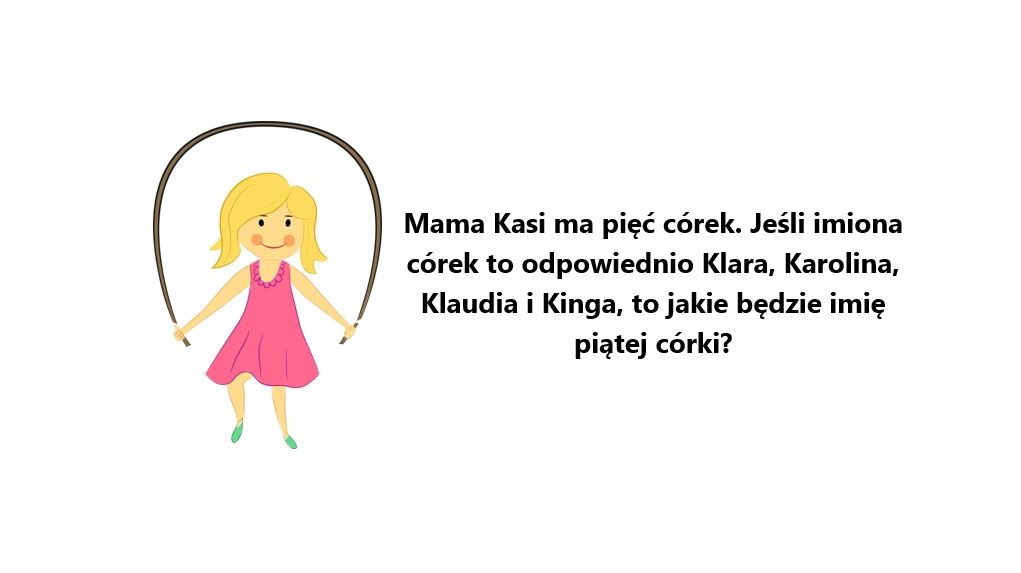 Mama Kasi ma pięć córek. Jeśli imiona
córek to odpowiednio Klara, Karolina,
Klaudia i Kinga, to jakie będzie imię
piątej córki?